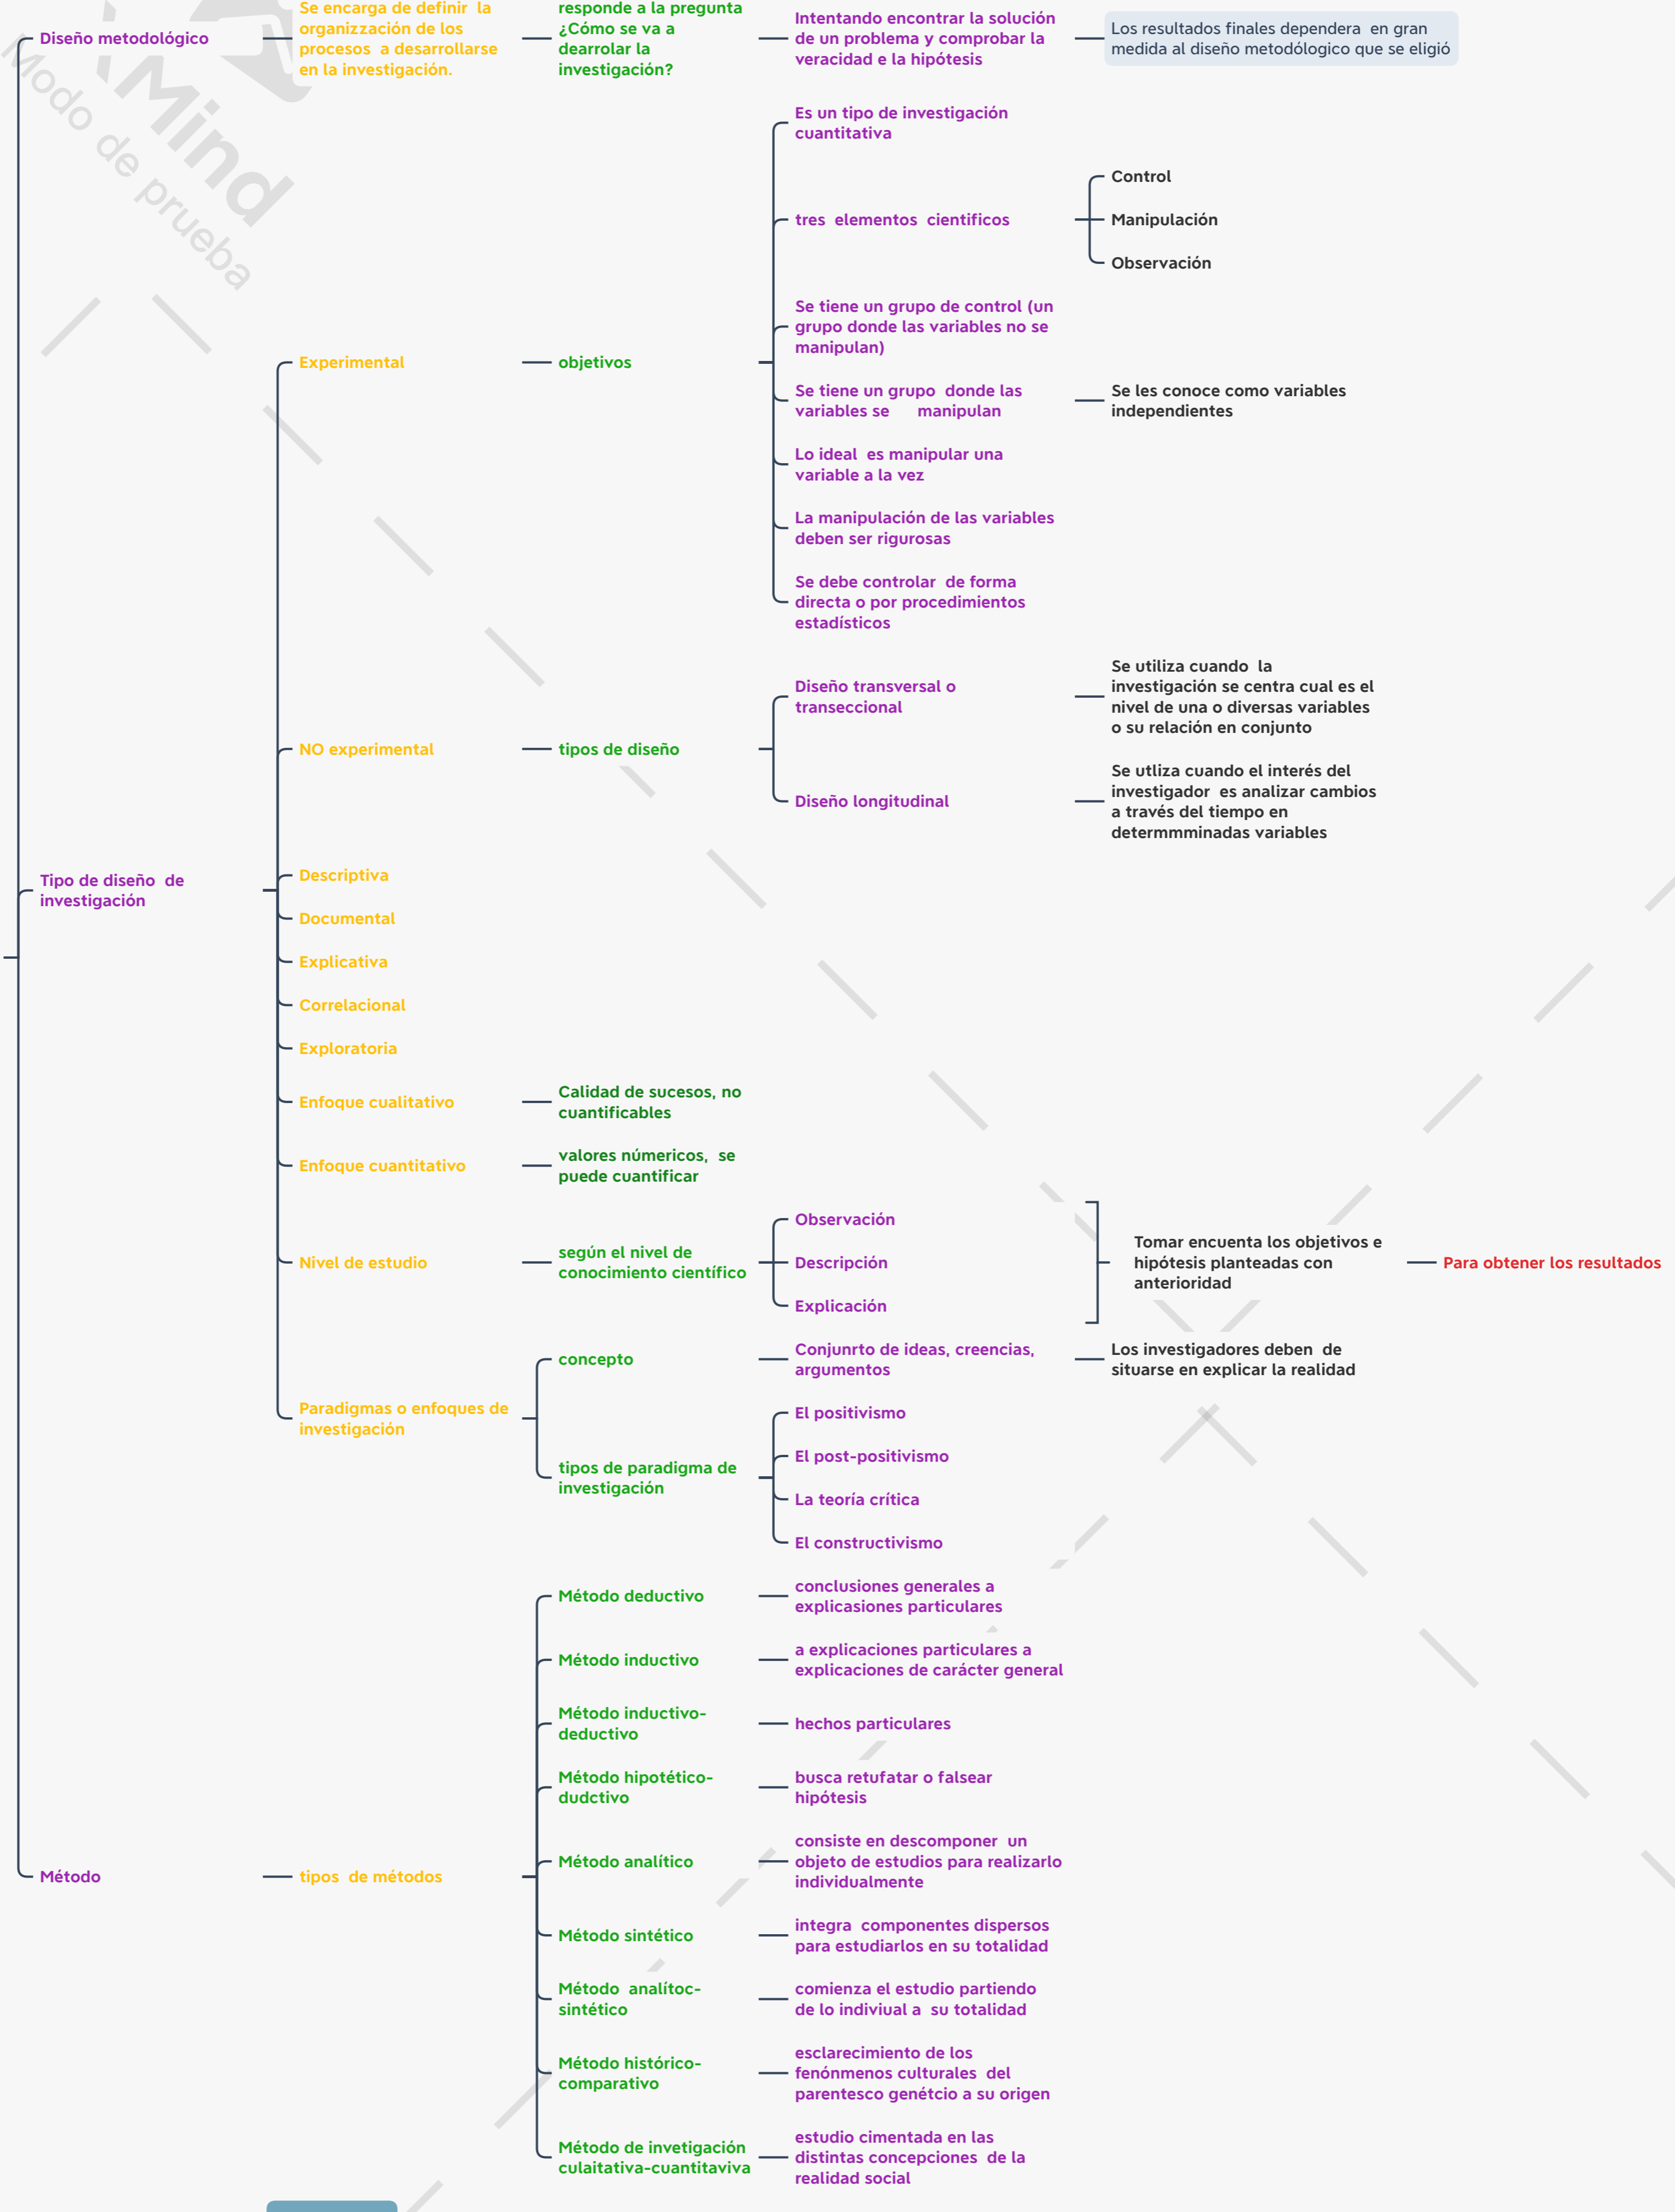 Se encarga de definir  la
organizzación de los
procesos  a desarrollarse
en la investigación.
responde a la pregunta
¿Cómo se va a
dearrolar la
investigación?
Intentando encontrar la solución
de un problema y comprobar la
veracidad e la hipótesis
Los resultados finales dependera  en gran
medida al diseño metodólogico que se eligió
Diseño metodológico
Mind
Modo de prueba
Es un tipo de investigación
cuantitativa
tres  elementos  cientificos
Control
Manipulación
Observación
Se tiene un grupo de control (un
grupo donde las variables no se
manipulan)
Experimental
objetivos
Se tiene un grupo  donde las
variables se      manipulan
Se les conoce como variables
independientes
Lo ideal  es manipular una
variable a la vez
La manipulación de las variables
deben ser rigurosas
Se debe controlar  de forma
directa o por procedimientos
estadísticos
NO experimental
tipos de diseño
Diseño transversal o
transeccional
Se utiliza cuando  la
investigación se centra cual es el
nivel de una o diversas variables
o su relación en conjunto
Diseño longitudinal
Se utliza cuando el interés del
investigador  es analizar cambios
a través del tiempo en
determmminadas variables
Tipo de diseño  de
investigación
Descriptiva
Documental
Explicativa
Correlacional
Exploratoria
Enfoque cualitativo
Calidad de sucesos, no
cuantificables
Enfoque cuantitativo
valores númericos,  se
puede cuantificar
Nivel de estudio
según el nivel de
conocimiento científico
Observación
Descripción
Explicación
Tomar encuenta los objetivos e
hipótesis planteadas con
anterioridad
Para obtener los resultados
Paradigmas o enfoques de
investigación
concepto
Conjunrto de ideas, creencias,
argumentos
Los investigadores deben  de
situarse en explicar la realidad
tipos de paradigma de
investigación
El positivismo
El post-positivismo
La teoría crítica
El constructivismo
Método
tipos  de métodos
Método deductivo
conclusiones generales a
explicasiones particulares
Método inductivo
a explicaciones particulares a
explicaciones de carácter general
Método inductivo-
deductivo
hechos particulares
Método hipotético-
dudctivo
busca retufatar o falsear
hipótesis
Método analítico
consiste en descomponer  un
objeto de estudios para realizarlo
individualmente
Método sintético
integra  componentes dispersos
para estudiarlos en su totalidad
Método  analítoc-
sintético
comienza el estudio partiendo
de lo indiviual a  su totalidad
Método histórico-
comparativo
esclarecimiento de los
fenónmenos culturales  del
parentesco genétcio a su origen
Método de invetigación
culaitativa-cuantitaviva
estudio cimentada en las
distintas concepciones  de la
realidad social